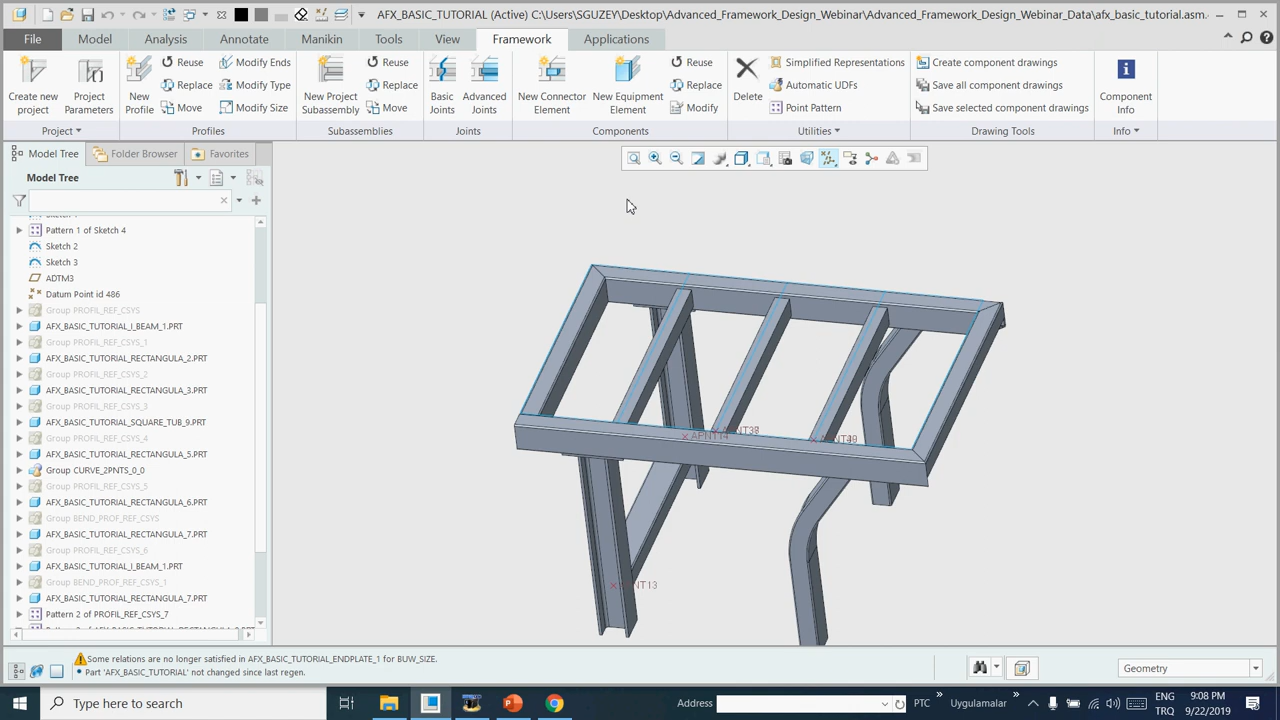 AFX_BASIC_TUTORIAL (Active) C:\Users\SGUZEY\Desktop\Advanced_Framework_Design_Webinar\Advanced_Framework_Design_Webinar_Data\afx_basic_tutorial.asm...
File Model Analysis Annotate Manikin Tools View Framework Applications
Create new project
Project Parameters
New Profile
Reuse
Replace
Move
Modify Ends
Modify Type
Modify Size
New Project Subassembly
Reuse
Replace
Move
Basic Joints
Advanced Joints
New Connector Element
New Equipment Element
Reuse
Replace
Modify
Delete
Simplified Representations
Automatic UDFs
Point Pattern
Create component drawings
Save all component drawings
Save selected component drawings
Component Info
Project Profiles Subassemblies Joints Components Utilities Drawing Tools Info
Model Tree Folder Browser Favorites
Model Tree
Pattern 1 of Sketch 4
Sketch 2
Sketch 3
ADTM3
Datum Point id 486
Group PROFIL_REF_CSYS
AFX_BASIC_TUTORIAL_I_BEAM_1.PRT
Group PROFIL_REF_CSYS_1
AFX_BASIC_TUTORIAL_RECTANGULA_2.PRT
Group PROFIL_REF_CSYS_2
AFX_BASIC_TUTORIAL_RECTANGULA_3.PRT
Group PROFIL_REF_CSYS_3
AFX_BASIC_TUTORIAL_SQUARE_TUB_9.PRT
Group PROFIL_REF_CSYS_4
AFX_BASIC_TUTORIAL_RECTANGULA_5.PRT
Group CURVE_2PNTS_0_0
Group PROFIL_REF_CSYS_5
AFX_BASIC_TUTORIAL_RECTANGULA_6.PRT
Group BEND_PROF_REF_CSYS
AFX_BASIC_TUTORIAL_RECTANGULA_7.PRT
Group PROFIL_REF_CSYS_6
AFX_BASIC_TUTORIAL_I_BEAM_1.PRT
Group BEND_PROF_REF_CSYS_1
AFX_BASIC_TUTORIAL_RECTANGULA_7.PRT
Pattern 2 of PROFIL_REF_CSYS_7
Some relations are no longer satisfied in AFX_BASIC_TUTORIAL_ENDPLATE_1 for BUW_SIZE.
Part 'AFX_BASIC_TUTORIAL' not changed since last regen.
Geometry
Type here to search
Address
PTC
Uygulamalar
ENG
TRQ
9:08 PM
9/22/2019